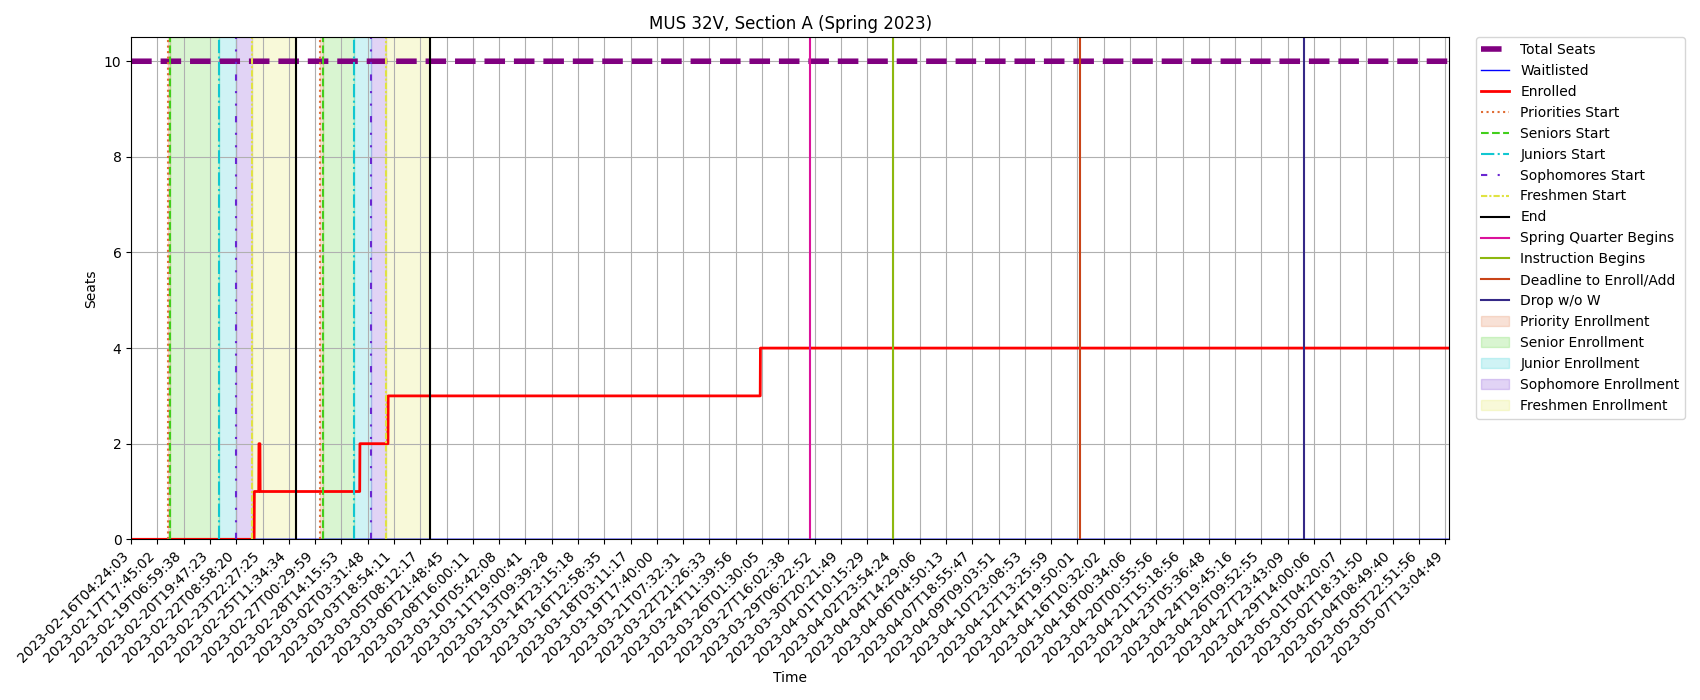 MUS 32V, Section A (Spring 2023)
Seats
10
8
6
4
2
0
2023-02-16T04:24:03
2023-02-17T17:45:02
2023-02-19T06:59:38
2023-02-20T19:47:23
2023-02-22T08:58:20
2023-02-23T22:27:23
2023-02-25T11:34:34
2023-02-27T00:29:59
2023-02-28T14:15:53
2023-03-02T03:31:48
2023-03-03T18:54:11
2023-03-05T08:12:17
2023-03-06T21:48:45
2023-03-08T16:00:11
2023-03-10T05:42:08
2023-03-11T19:00:41
2023-03-13T09:39:28
2023-03-14T23:15:18
2023-03-16T12:58:35
2023-03-18T03:11:17
2023-03-19T17:40:00
2023-03-21T07:32:31
2023-03-22T21:26:33
2023-03-24T11:39:56
2023-03-26T01:30:05
2023-03-27T16:02:38
2023-03-29T06:22:52
2023-03-30T20:21:49
2023-04-01T10:15:29
2023-04-02T23:54:24
2023-04-04T14:29:06
2023-04-06T04:50:13
2023-04-07T18:55:47
2023-04-09T09:03:51
2023-04-10T23:08:53
2023-04-12T13:25:59
2023-04-14T19:50:01
2023-04-16T10:32:02
2023-04-18T00:34:06
2023-04-20T00:55:56
2023-04-21T15:18:56
2023-04-23T05:36:48
2023-04-24T19:45:16
2023-04-26T09:52:55
2023-04-27T23:43:09
2023-04-29T14:00:06
2023-05-01T04:20:07
2023-05-02T18:31:50
2023-05-04T08:49:40
2023-05-05T22:51:56
2023-05-07T13:04:49
Time
Total Seats
Waitlisted
Enrolled
Priorities Start
Seniors Start
Juniors Start
Sophomores Start
Freshmen Start
End
Spring Quarter Begins
Instruction Begins
Deadline to Enroll/Add
Drop w/o W
Priority Enrollment
Senior Enrollment
Junior Enrollment
Sophomore Enrollment
Freshmen Enrollment